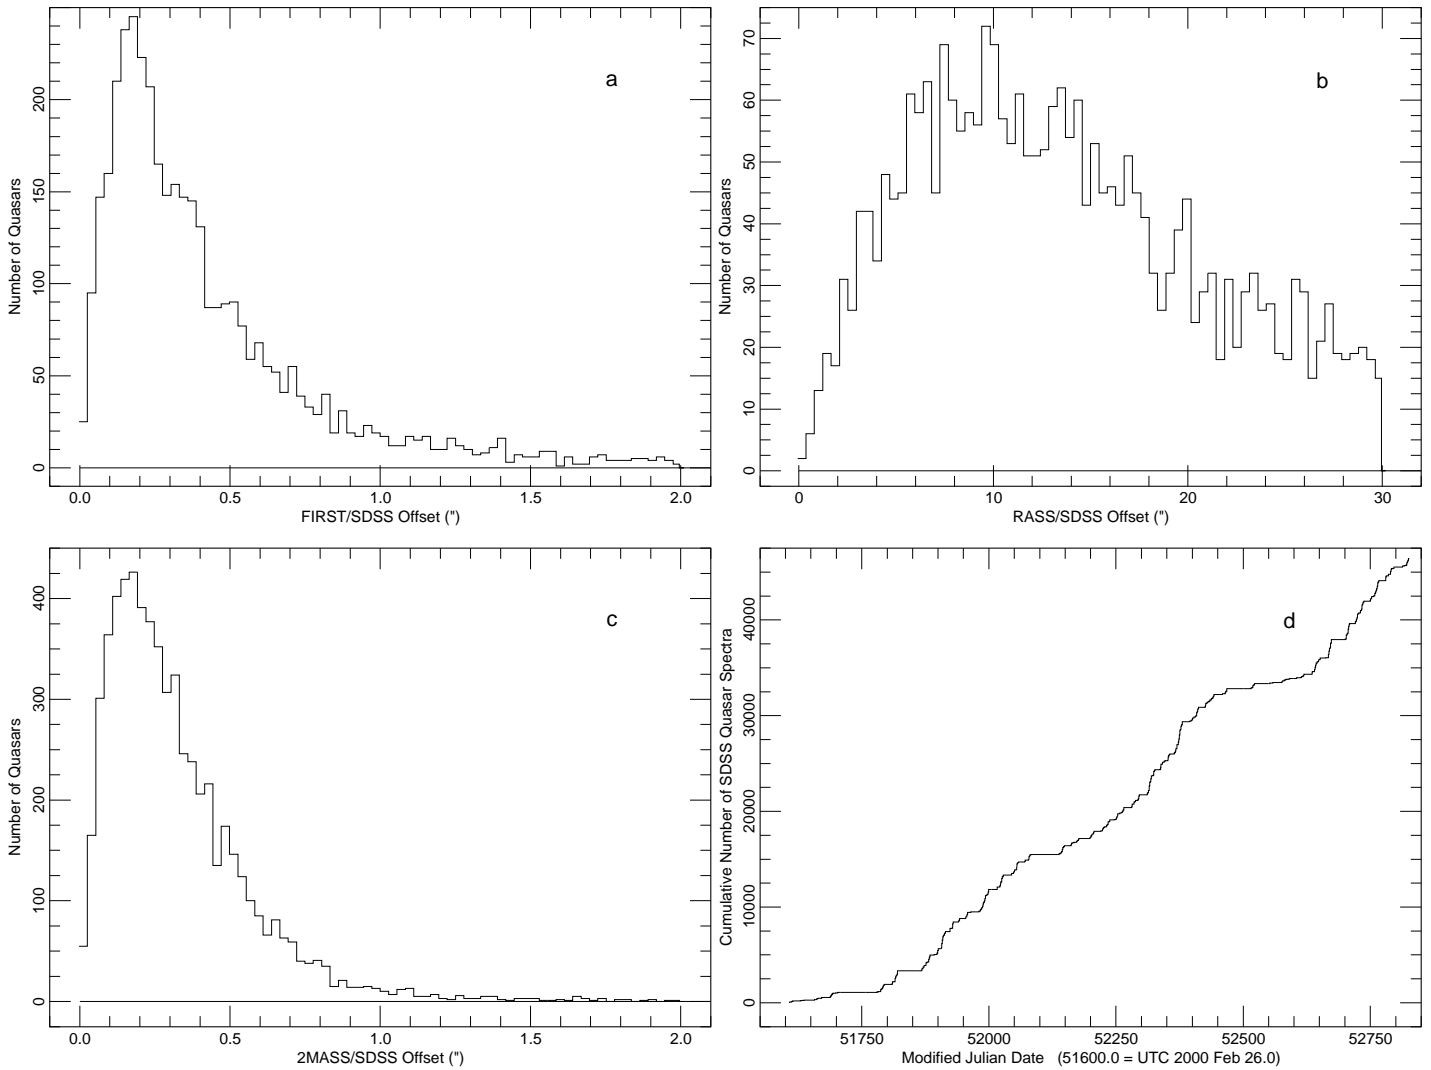 a
Number of Quasars
0
50
100
150
200
0.0 0.5 1.0 1.5 2.0
FIRST/SDSS Offset (")
b
Number of Quasars
0
10
20
30
40
50
60
70
0 10 20 30
RASS/SDSS Offset (")
c
Number of Quasars
0
100
200
300
400
0.0 0.5 1.0 1.5 2.0
2MASS/SDSS Offset (")
d
Cumulative Number of SDSS Quasar Spectra
0
10000
20000
30000
40000
51750 52000 52250 52500 52750
Modified Julian Date (51600.0 = UTC 2000 Feb 26.0)